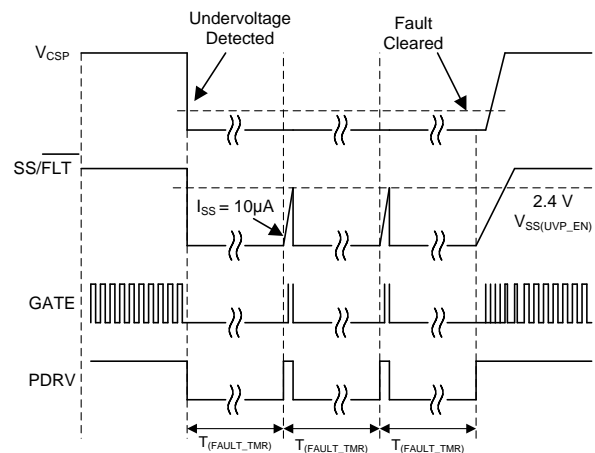 Undervoltage
Detected
Fault
Cleared
VCSP
SS/FLT
ISS = 10µA
2.4 V
VSS(UVP_EN)
GATE
PDRV
T(FAULT_TMR)
T(FAULT_TMR)
T(FAULT_TMR)